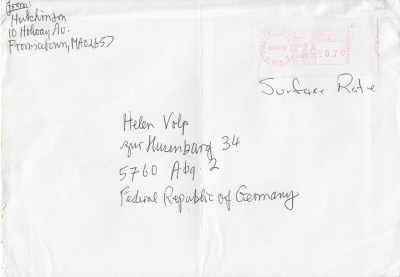 From:
Hutchinson
10 Holway Av.
Provincetown, MA 02657
Surface Rate
Helen Volp
zur Husenburg 34
5760 Abg. 2
Federal Republic of Germany